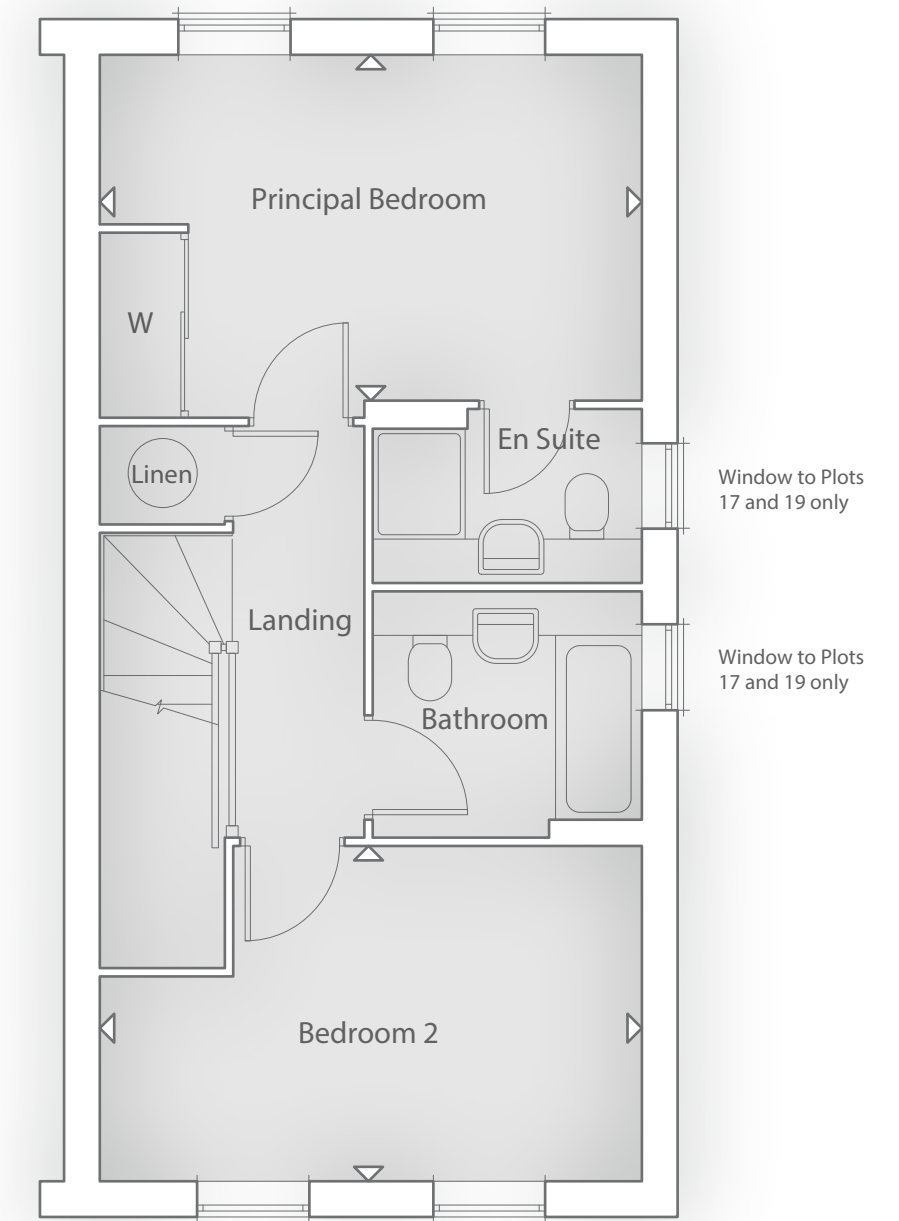 Principal Bedroom
W
En Suite
Linen
Window to Plots
17 and 19 only
Landing
Window to Plots
17 and 19 only
Bathroom
Bedroom 2